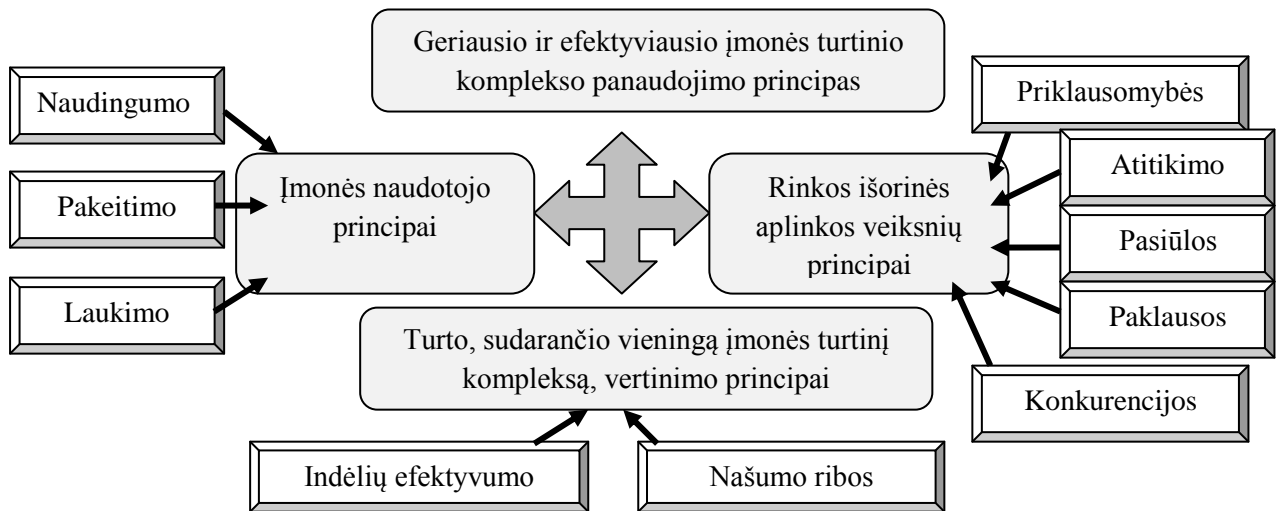 Geriausio ir efektyviausio įmonės turtinio
komplekso panaudojimo principas
Naudingumo
Pakeitimo
Laukimo
Įmonės naudotojo
principai
Rinkos išorinės
aplinkos veiksnių
principai
Priklausomybės
Atitikimo
Pasiūlos
Paklausos
Konkurencijos
Turto, sudarančio vieningą įmonės turtinį
kompleksą, vertinimo principai
Indėlių efektyvumo
Našumo ribos